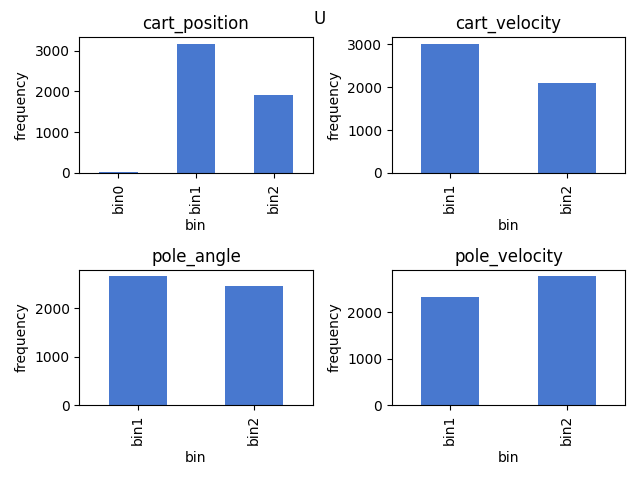 U
cart_position
frequency
3000
2000
1000
0
bin0
bin1
bin2
bin
cart_velocity
frequency
3000
2000
1000
0
bin1
bin2
bin
pole_angle
frequency
2000
1000
0
bin1
bin2
bin
pole_velocity
frequency
2000
1000
0
bin1
bin2
bin